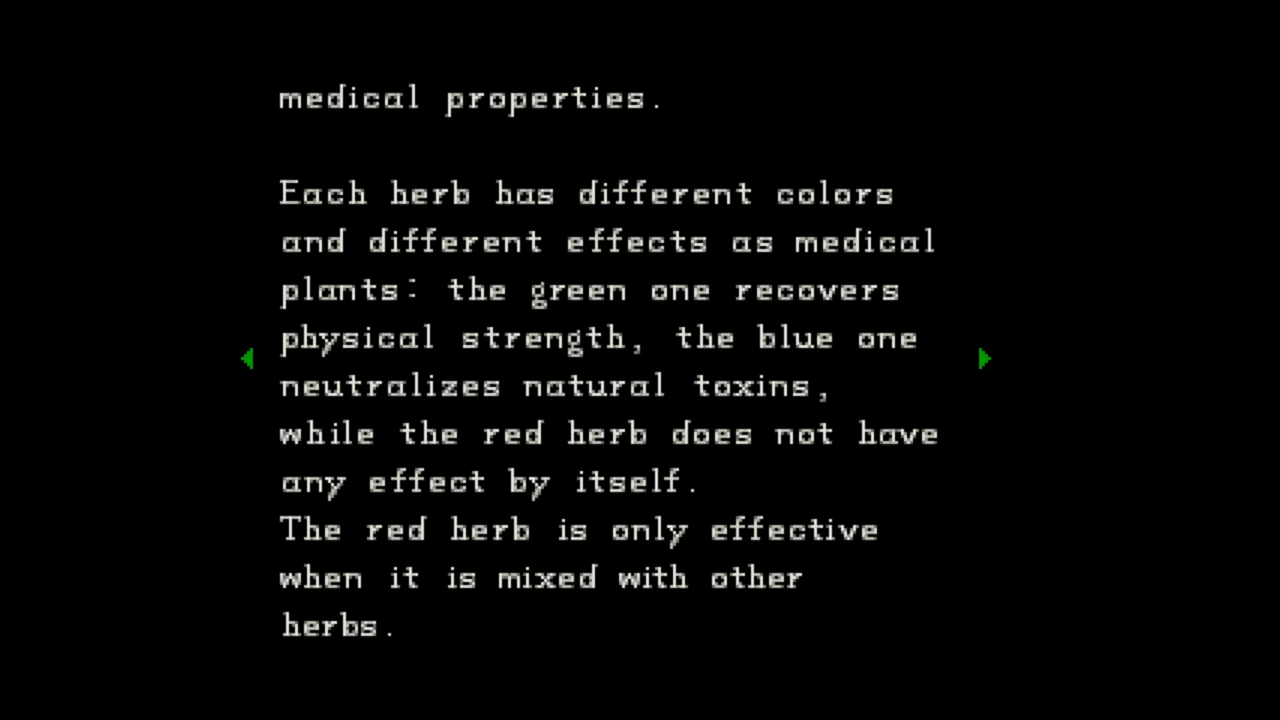 medical properties.
Each herb has different colors
and different effects as medical
plants: the green one recovers
physical strength, the blue one
neutralizes natural toxins,
while the red herb does not have
any effect by itself.
The red herb is only effective
when it is mixed with other
herbs.